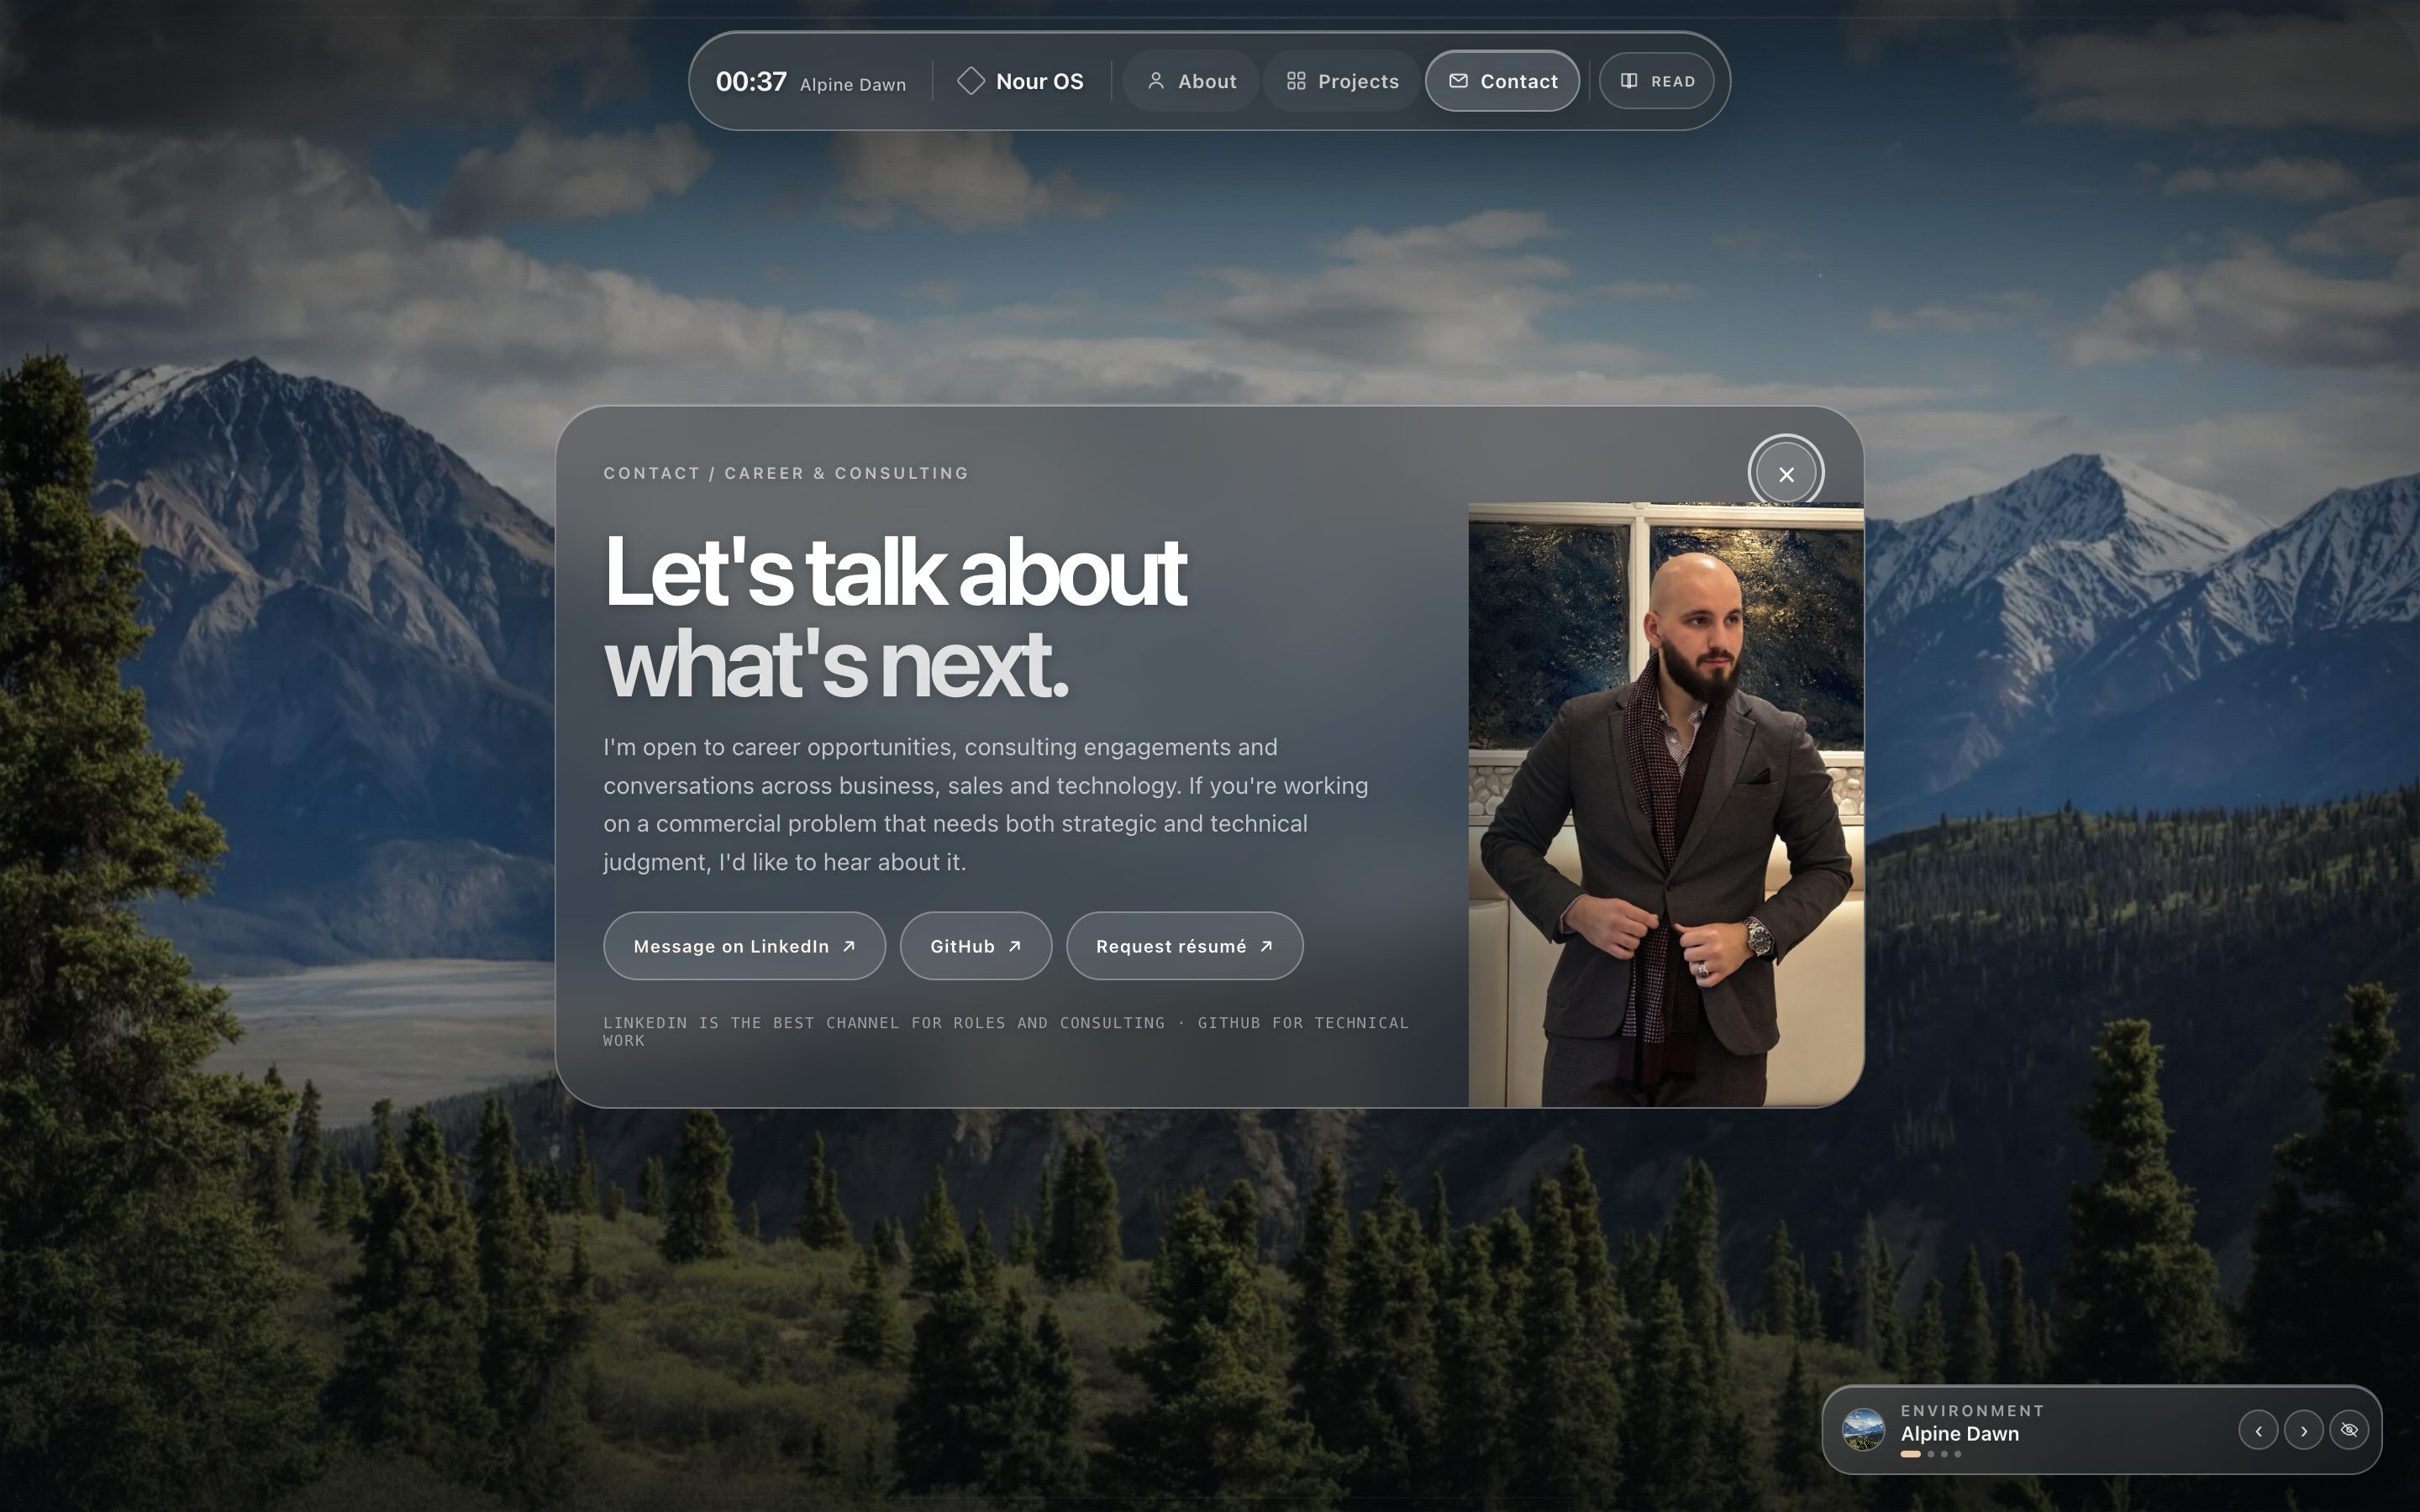 00:37 Alpine Dawn Nour OS About Projects Contact READ
CONTACT / CAREER & CONSULTING
Let's talk about
what's next.
I'm open to career opportunities, consulting engagements and
conversations across business, sales and technology. If you're working
on a commercial problem that needs both strategic and technical
judgment, I'd like to hear about it.
Message on LinkedIn ↗ GitHub ↗ Request résumé ↗
LINKEDIN IS THE BEST CHANNEL FOR ROLES AND CONSULTING · GITHUB FOR TECHNICAL
WORK
ENVIRONMENT
Alpine Dawn